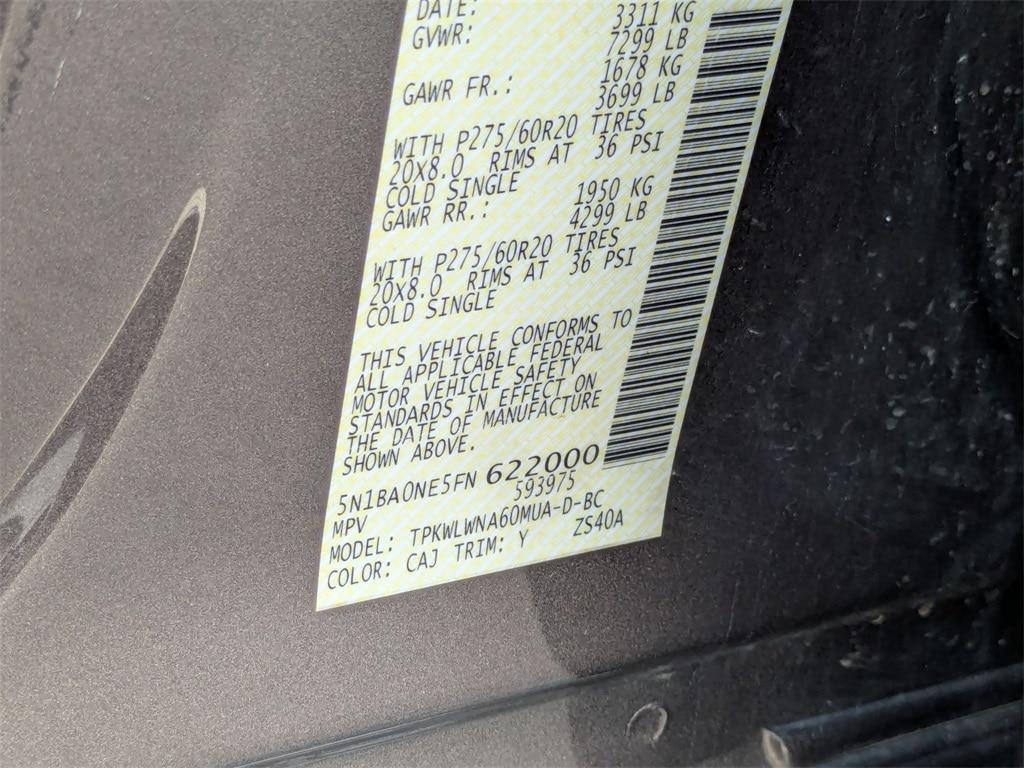 DATE:
3311 KG
GVWR:
7299 LB
1678 KG
GAWR FR.:
3699 LB
WITH P275/60R20 TIRES
20X8.0 RIMS AT 36 PSI
COLD SINGLE
1950 KG
GAWR RR.:
4299 LB
WITH P275/60R20 TIRES
20X8.0 RIMS AT 36 PSI
COLD SINGLE
THIS VEHICLE CONFORMS TO
ALL APPLICABLE FEDERAL
MOTOR VEHICLE SAFETY
STANDARDS IN EFFECT ON
THE DATE OF MANUFACTURE
SHOWN ABOVE.
5N1BA0NE5FN 622000
593975
MPV
MODEL: TPKWLWNA60MUA-D-BC
COLOR: CAJ TRIM: Y ZS40A